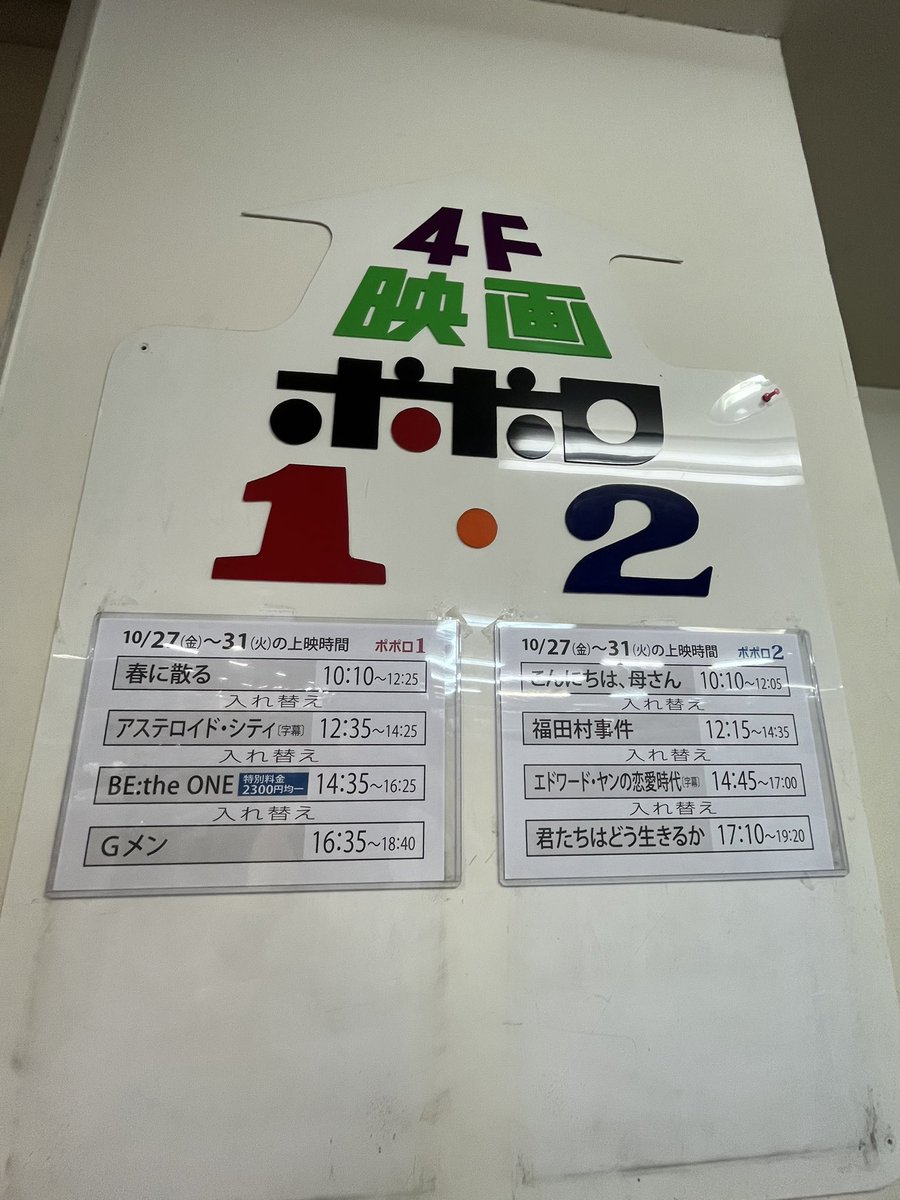 4F
映画
ポポロ
1・2
10/27(金)～31(火)の上映時間 ポポロ1
春に散る 10:10～12:25
入れ替え
アステロイド・シティ[字幕] 12:35～14:25
入れ替え
BE:the ONE 特別料金 2300円均一 14:35～16:25
入れ替え
Gメン 16:35～18:40
10/27(金)～31(火)の上映時間 ポポロ2
こんにちは、母さん 10:10～12:05
入れ替え
福田村事件 12:15～14:35
入れ替え
エドワード・ヤンの恋愛時代[字幕] 14:45～17:00
入れ替え
君たちはどう生きるか 17:10～19:20